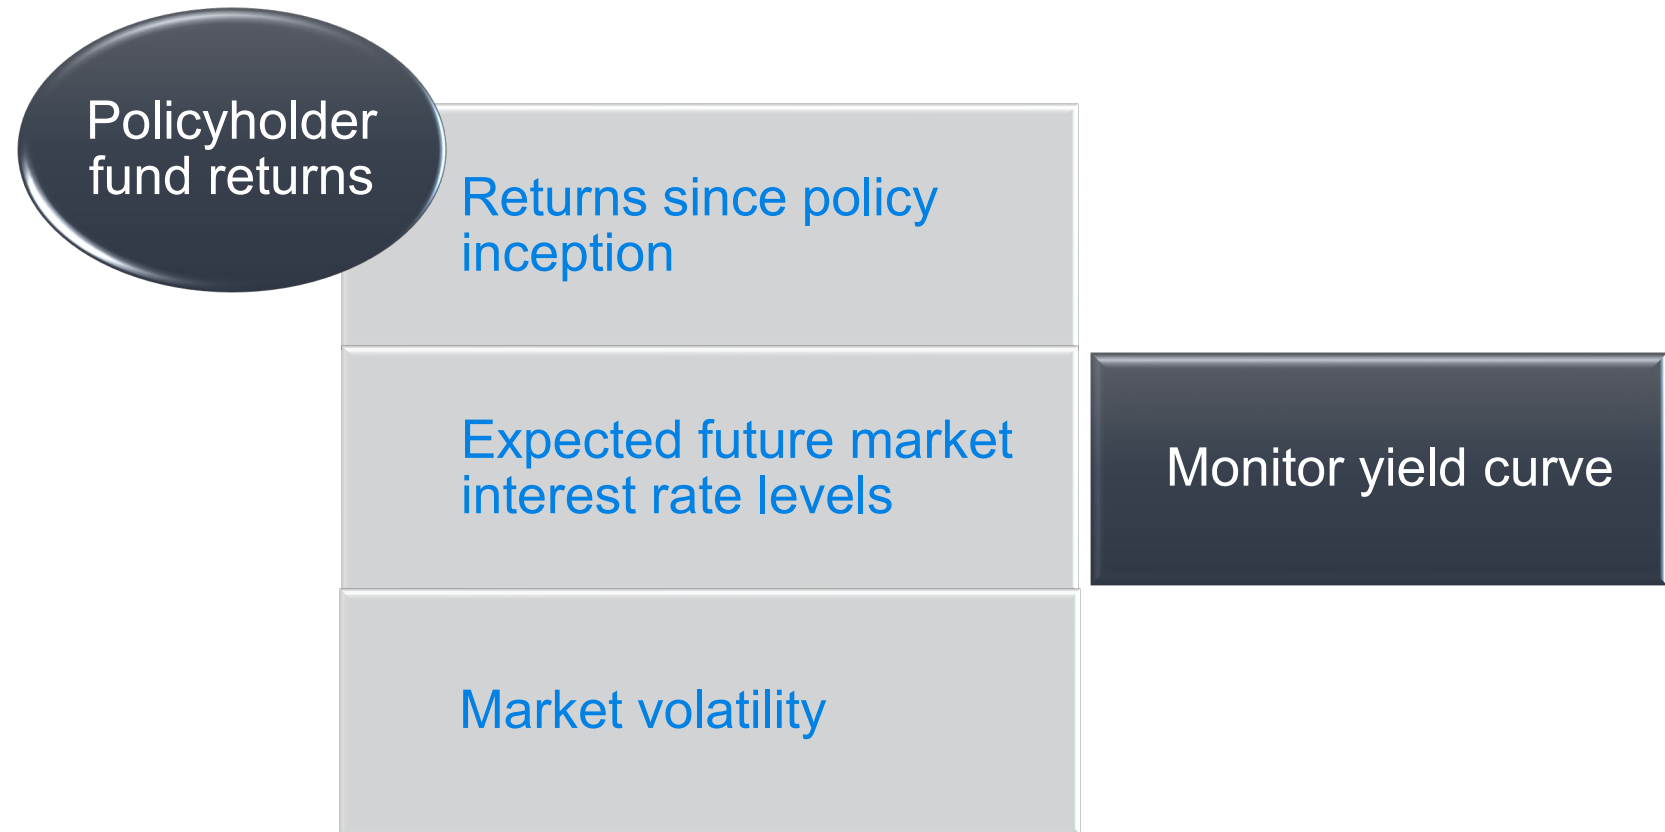 Policyholder
fund returns
Returns since policy
inception
Expected future market
interest rate levels
Monitor yield curve
Market volatility